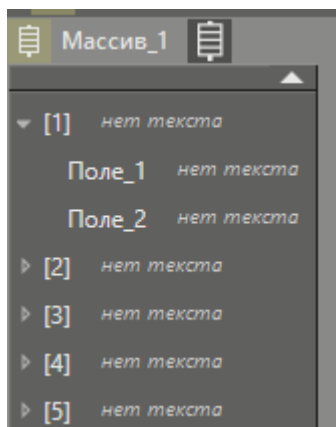 Массив_1
[1] нет текста
Поле_1 нет текста
Поле_2 нет текста
[2] нет текста
[3] нет текста
[4] нет текста
[5] нет текста